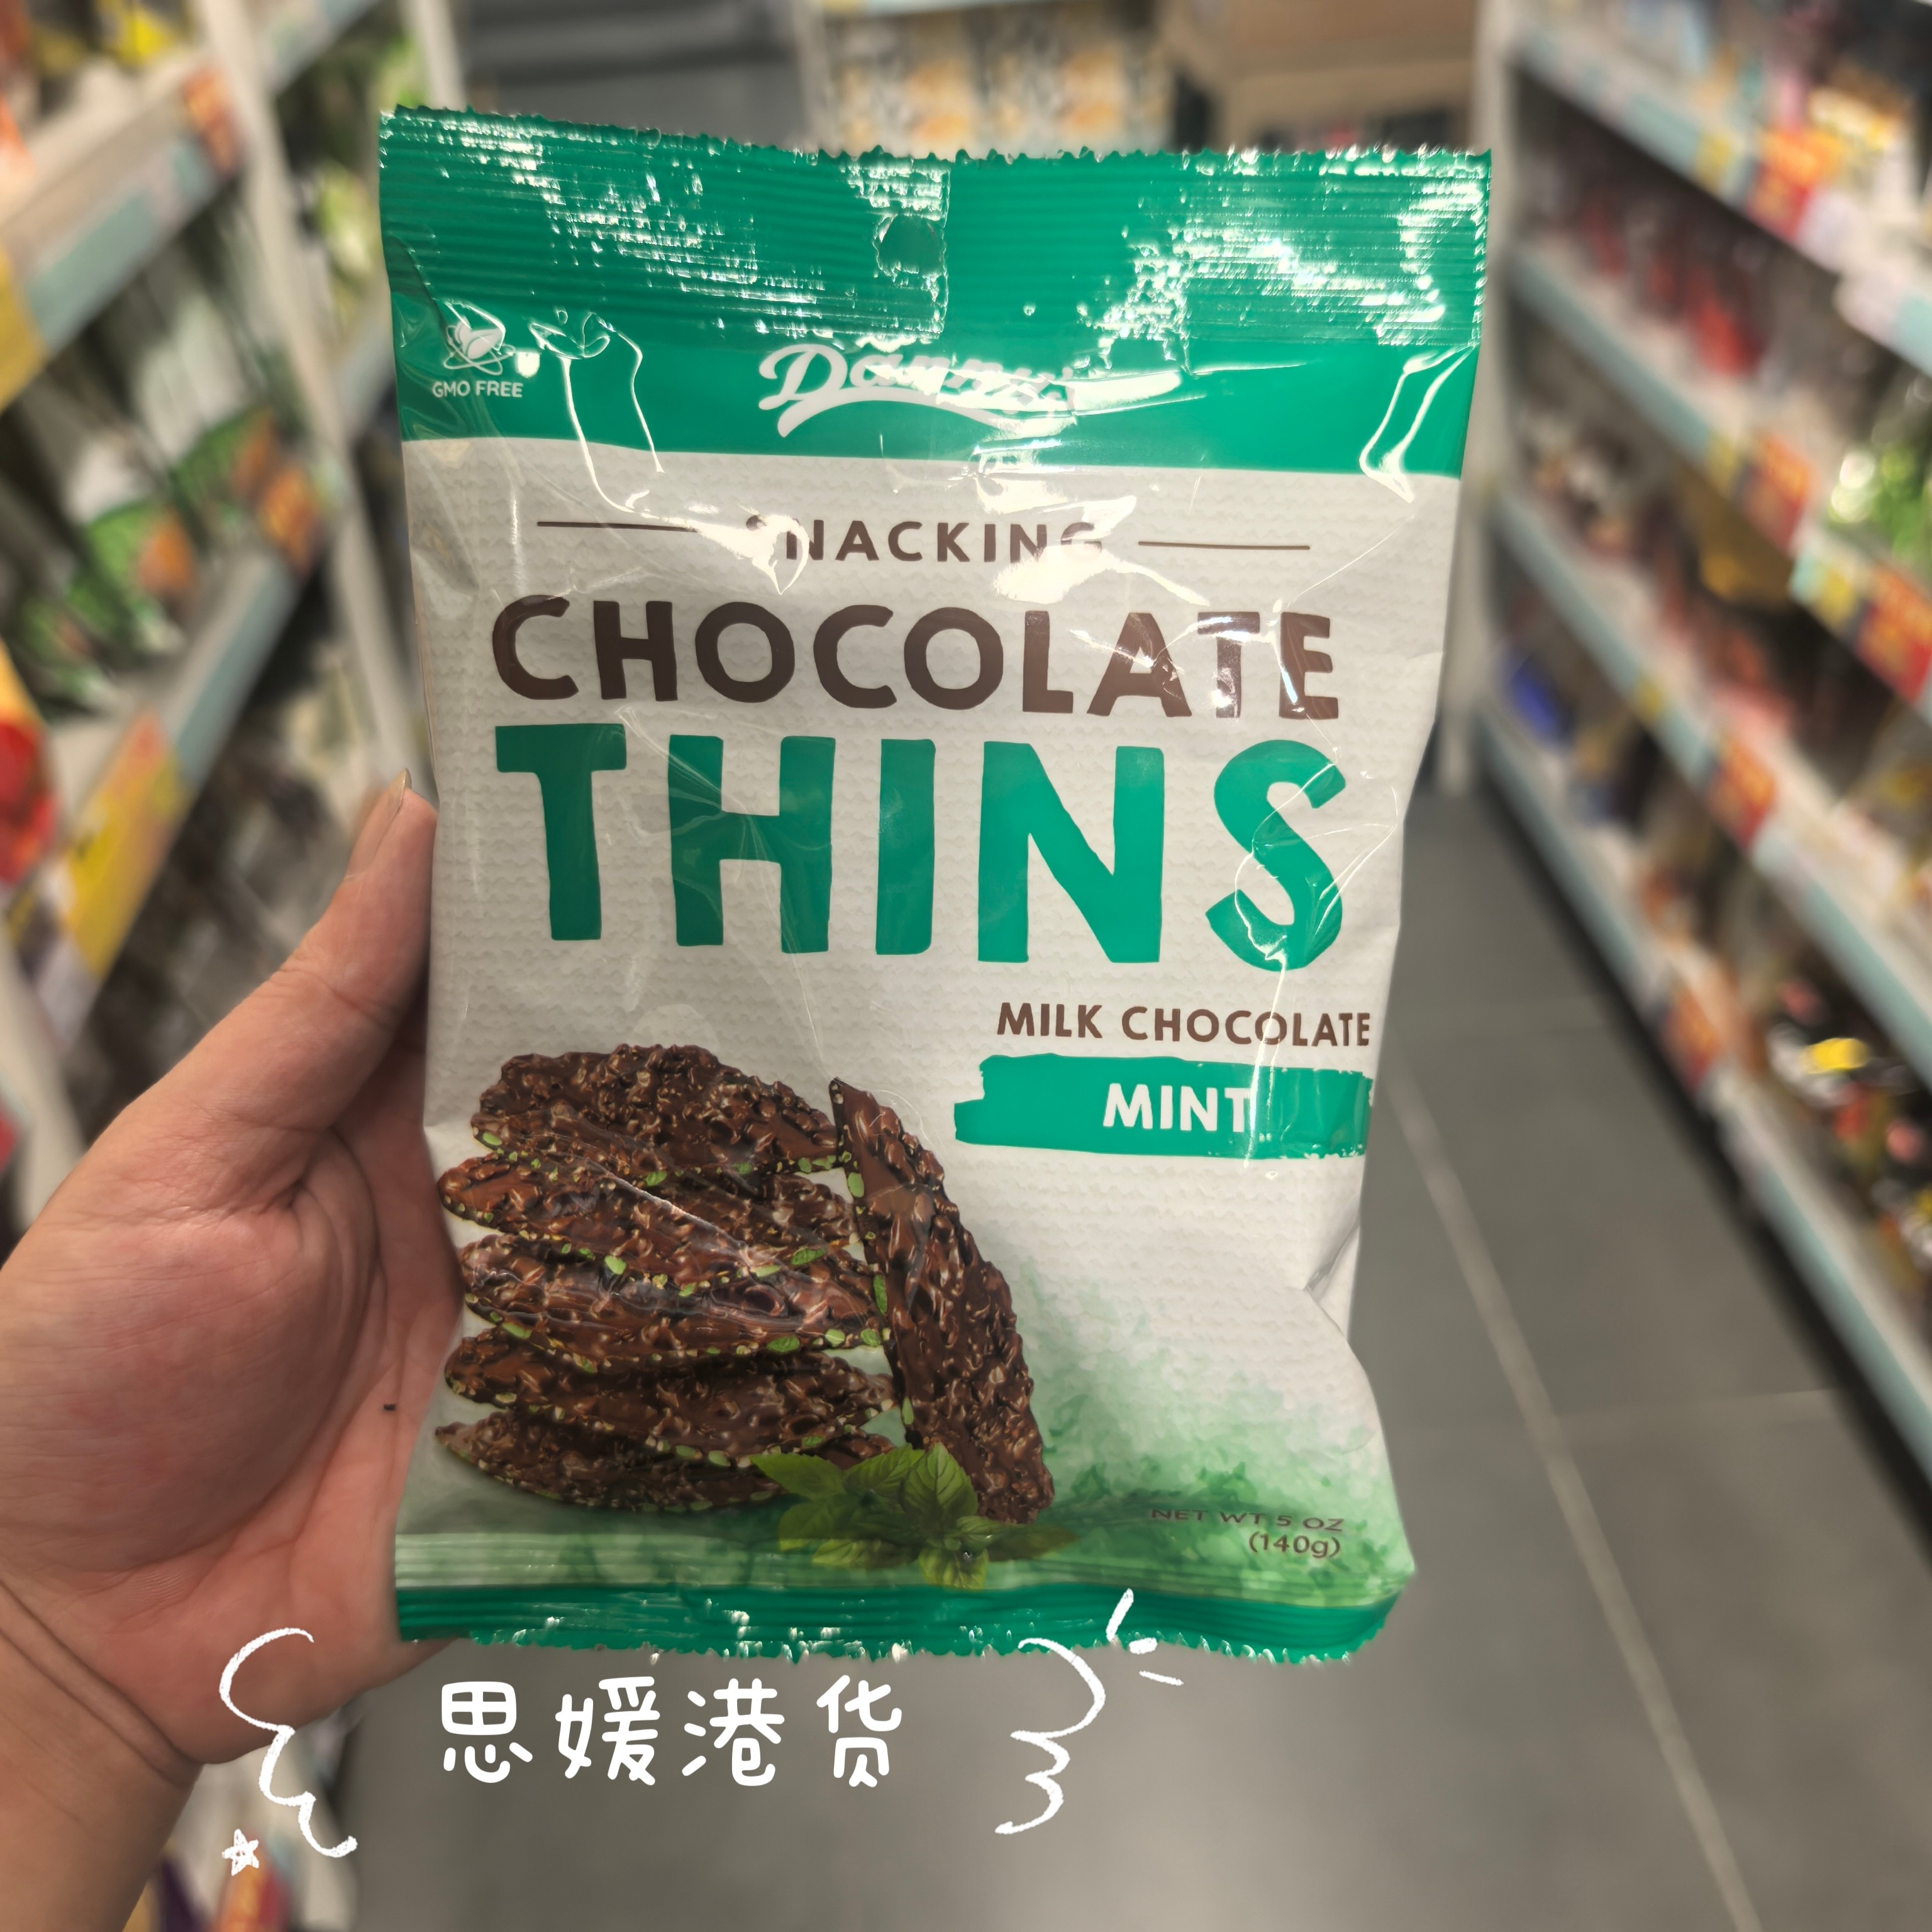 GMO FREE
SNACKING
CHOCOLATE
THINS
MILK CHOCOLATE
MINT
NET WT 5 OZ
(140g)
思媛港货